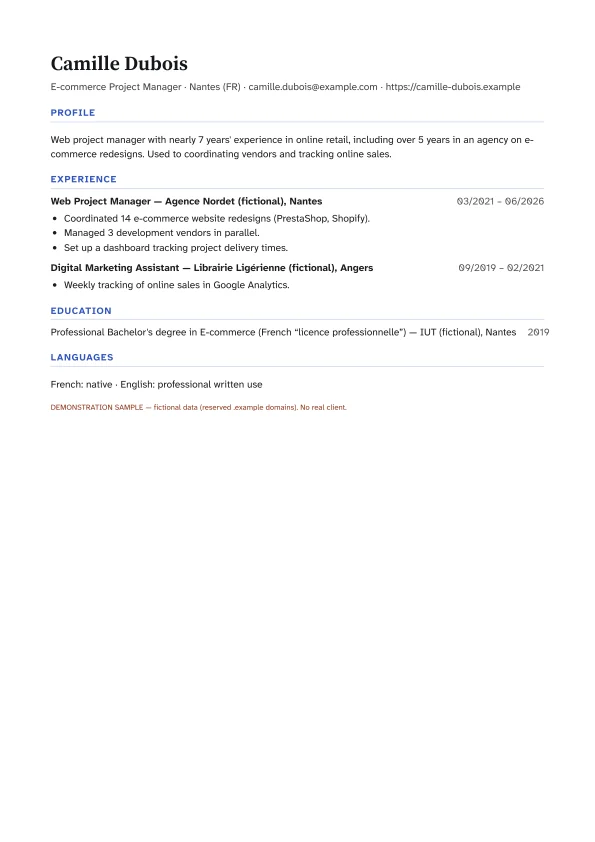 Camille Dubois
E-commerce Project Manager · Nantes (FR) · camille.dubois@example.com · https://camille-dubois.example
PROFILE
Web project manager with nearly 7 years' experience in online retail, including over 5 years in an agency on e-
commerce redesigns. Used to coordinating vendors and tracking online sales.
EXPERIENCE
Web Project Manager — Agence Nordet (fictional), Nantes 03/2021 – 06/2026
• Coordinated 14 e-commerce website redesigns (PrestaShop, Shopify).
• Managed 3 development vendors in parallel.
• Set up a dashboard tracking project delivery times.
Digital Marketing Assistant — Librairie Ligérienne (fictional), Angers 09/2019 – 02/2021
• Weekly tracking of online sales in Google Analytics.
EDUCATION
Professional Bachelor's degree in E-commerce (French “licence professionnelle”) — IUT (fictional), Nantes 2019
LANGUAGES
French: native · English: professional written use
DEMONSTRATION SAMPLE — fictional data (reserved .example domains). No real client.